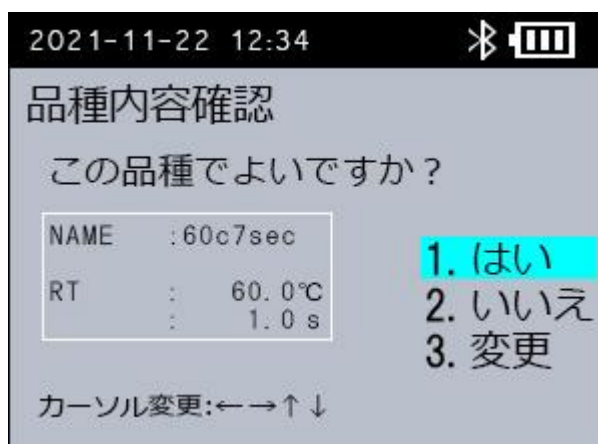 2021-11-22 12:34
品種内容確認
この品種でよいですか？
NAME :60c7sec
RT : 60.0℃
: 1.0 s
1. はい
2. いいえ
3. 変更
カーソル変更:←→↑↓